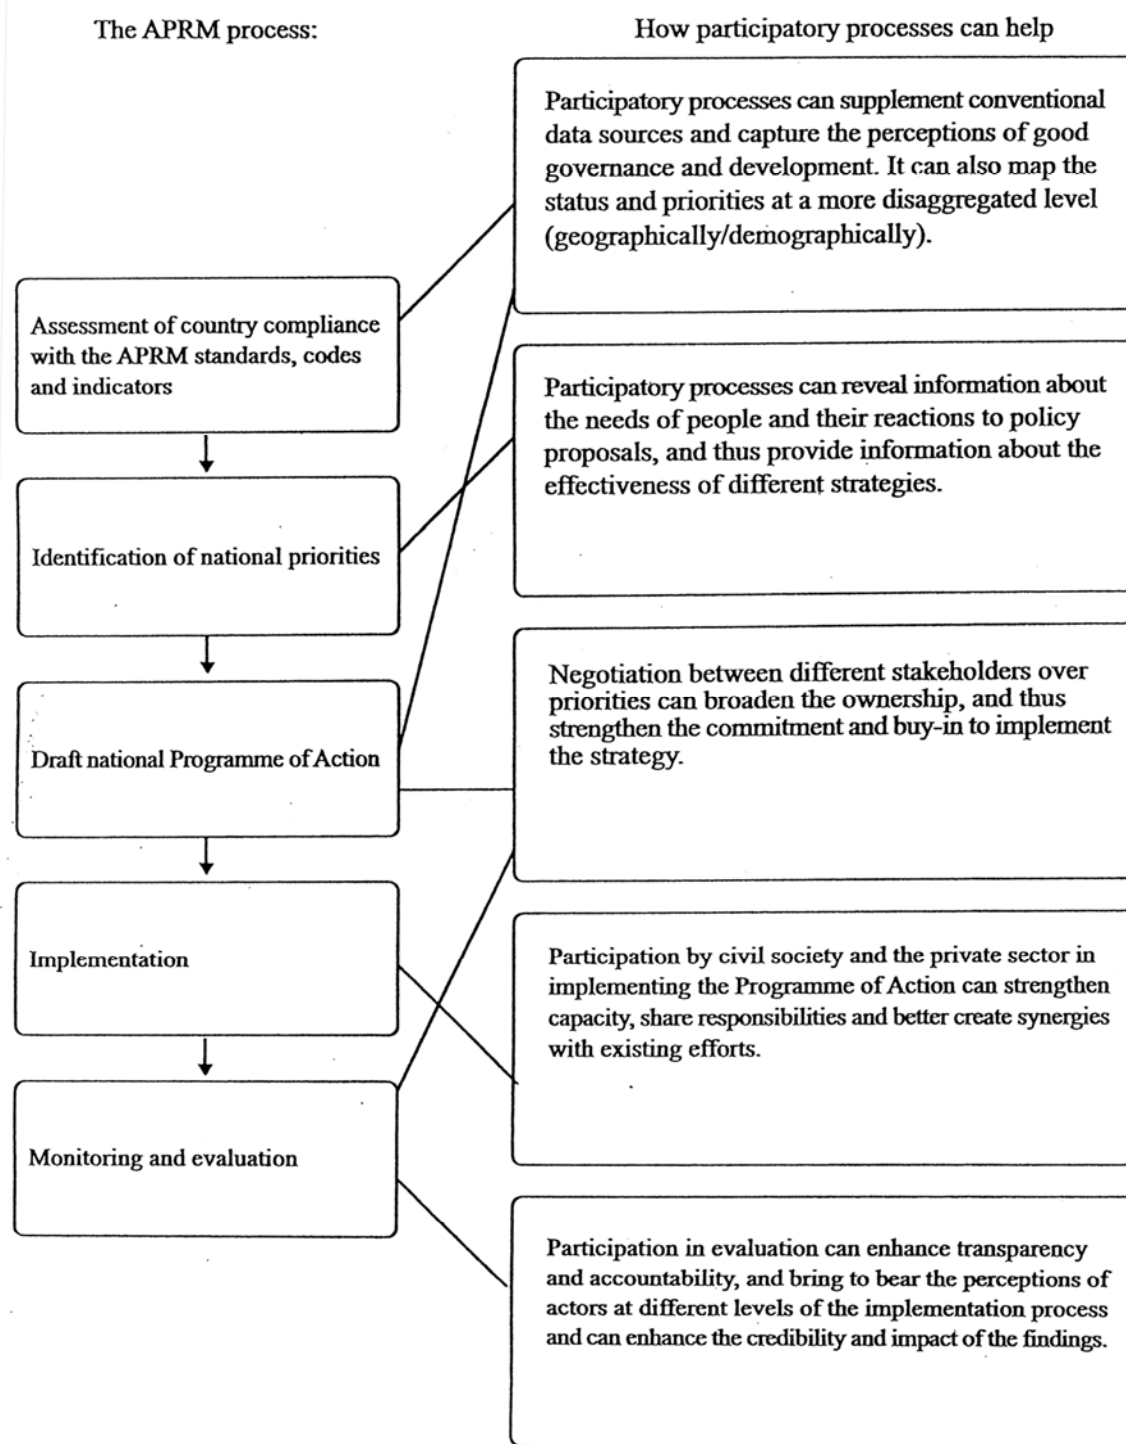 The APRM process:
How participatory processes can help
Participatory processes can supplement conventional
data sources and capture the perceptions of good
governance and development. It can also map the
status and priorities at a more disaggregated level
(geographically/demographically).
Assessment of country compliance
with the APRM standards, codes
and indicators
Participatory processes can reveal information about
the needs of people and their reactions to policy
proposals, and thus provide information about the
effectiveness of different strategies.
Identification of national priorities
Negotiation between different stakeholders over
priorities can broaden the ownership, and thus
strengthen the commitment and buy-in to implement
the strategy.
Draft national Programme of Action
Participation by civil society and the private sector in
implementing the Programme of Action can strengthen
capacity, share responsibilities and better create synergies
with existing efforts.
Implementation
Monitoring and evaluation
Participation in evaluation can enhance transparency
and accountability, and bring to bear the perceptions of
actors at different levels of the implementation process
and can enhance the credibility and impact of the findings.